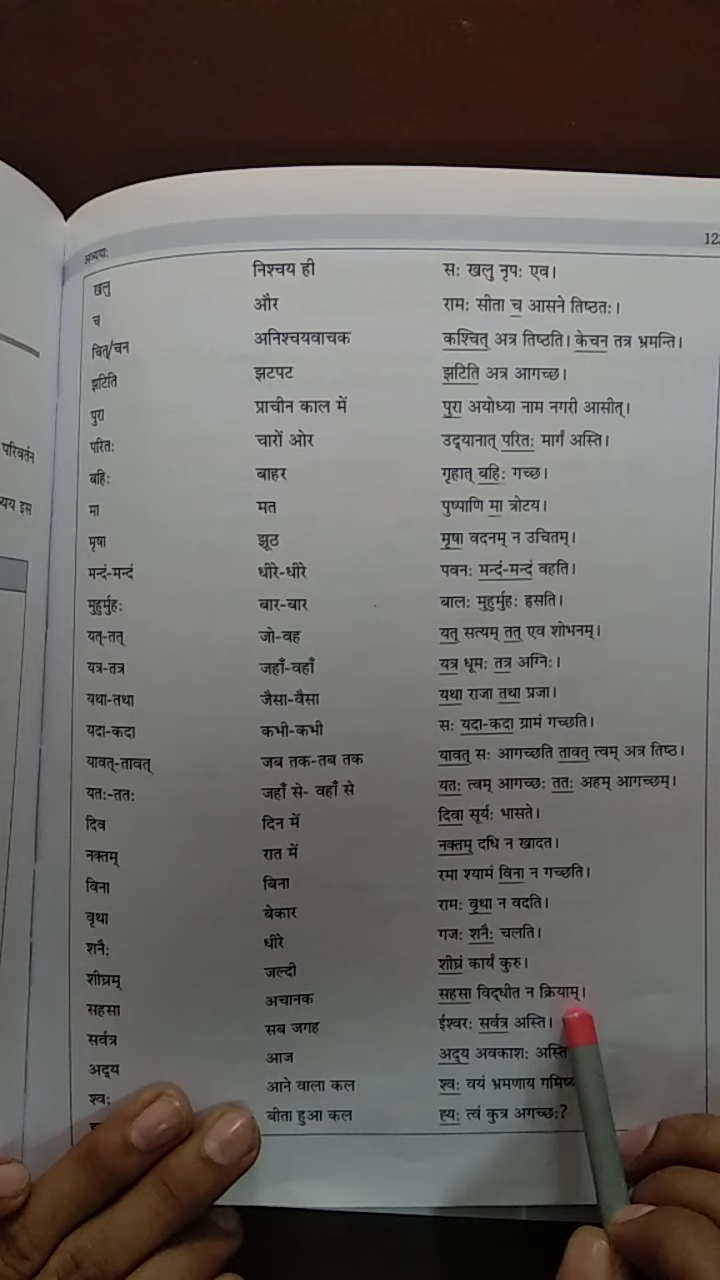 परिवर्तन
व्यय इस
अव्ययाः
खलु निश्चय ही सः खलु नृपः एव।
च और रामः सीता च आसने तिष्ठतः।
चित्/चन अनिश्चयवाचक कश्चित् अत्र तिष्ठति। केचन तत्र भ्रमन्ति।
झटिति झटपट झटिति अत्र आगच्छ।
पुरा प्राचीन काल में पुरा अयोध्या नाम नगरी आसीत्।
परितः चारों ओर उद्यानात् परितः मार्गं अस्ति।
बहिः बाहर गृहात् बहिः गच्छ।
मा मत पुष्पाणि मा त्रोटय।
मृषा झूठ मृषा वदनम् न उचितम्।
मन्दं-मन्दं धीरे-धीरे पवनः मन्दं-मन्दं वहति।
मुहुर्मुहः बार-बार बालः मुहुर्मुहः हसति।
यत्-तत् जो-वह यत् सत्यम् तत् एव शोभनम्।
यत्र-तत्र जहाँ-वहाँ यत्र धूमः तत्र अग्निः।
यथा-तथा जैसा-वैसा यथा राजा तथा प्रजा।
यदा-कदा कभी-कभी सः यदा-कदा ग्रामं गच्छति।
यावत्-तावत् जब तक-तब तक यावत् सः आगच्छति तावत् त्वम् अत्र तिष्ठ।
यतः-ततः जहाँ से- वहाँ से यतः त्वम् आगच्छः ततः अहम् आगच्छम्।
दिव दिन में दिवा सूर्यः भासते।
नक्तम् रात में नक्तम् दधि न खादत।
विना बिना रमा श्यामं विना न गच्छति।
वृथा बेकार रामः वृथा न वदति।
शनैः धीरे गजः शनैः चलति।
शीघ्रम् जल्दी शीघ्रं कार्यं कुरु।
सहसा अचानक सहसा विद्धीत न क्रियाम्।
सर्वत्र सब जगह ईश्वरः सर्वत्र अस्ति।
अद्य आज अद्य अवकाशः अस्ति
श्वः आने वाला कल श्वः वयं भ्रमणाय
बीता हुआ कल ह्यः त्वं कुत्र अगच्छः?